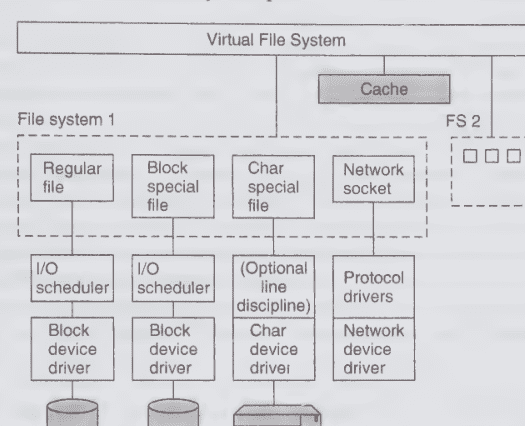 Virtual File System
Cache
File system 1
FS 2
Regular
file
Block
special
file
Char
special
file
Network
socket
I/O
scheduler
I/O
scheduler
(Optional
line
discipline)
Protocol
drivers
Block
device
driver
Block
device
driver
Char
device
driver
Network
device
driver